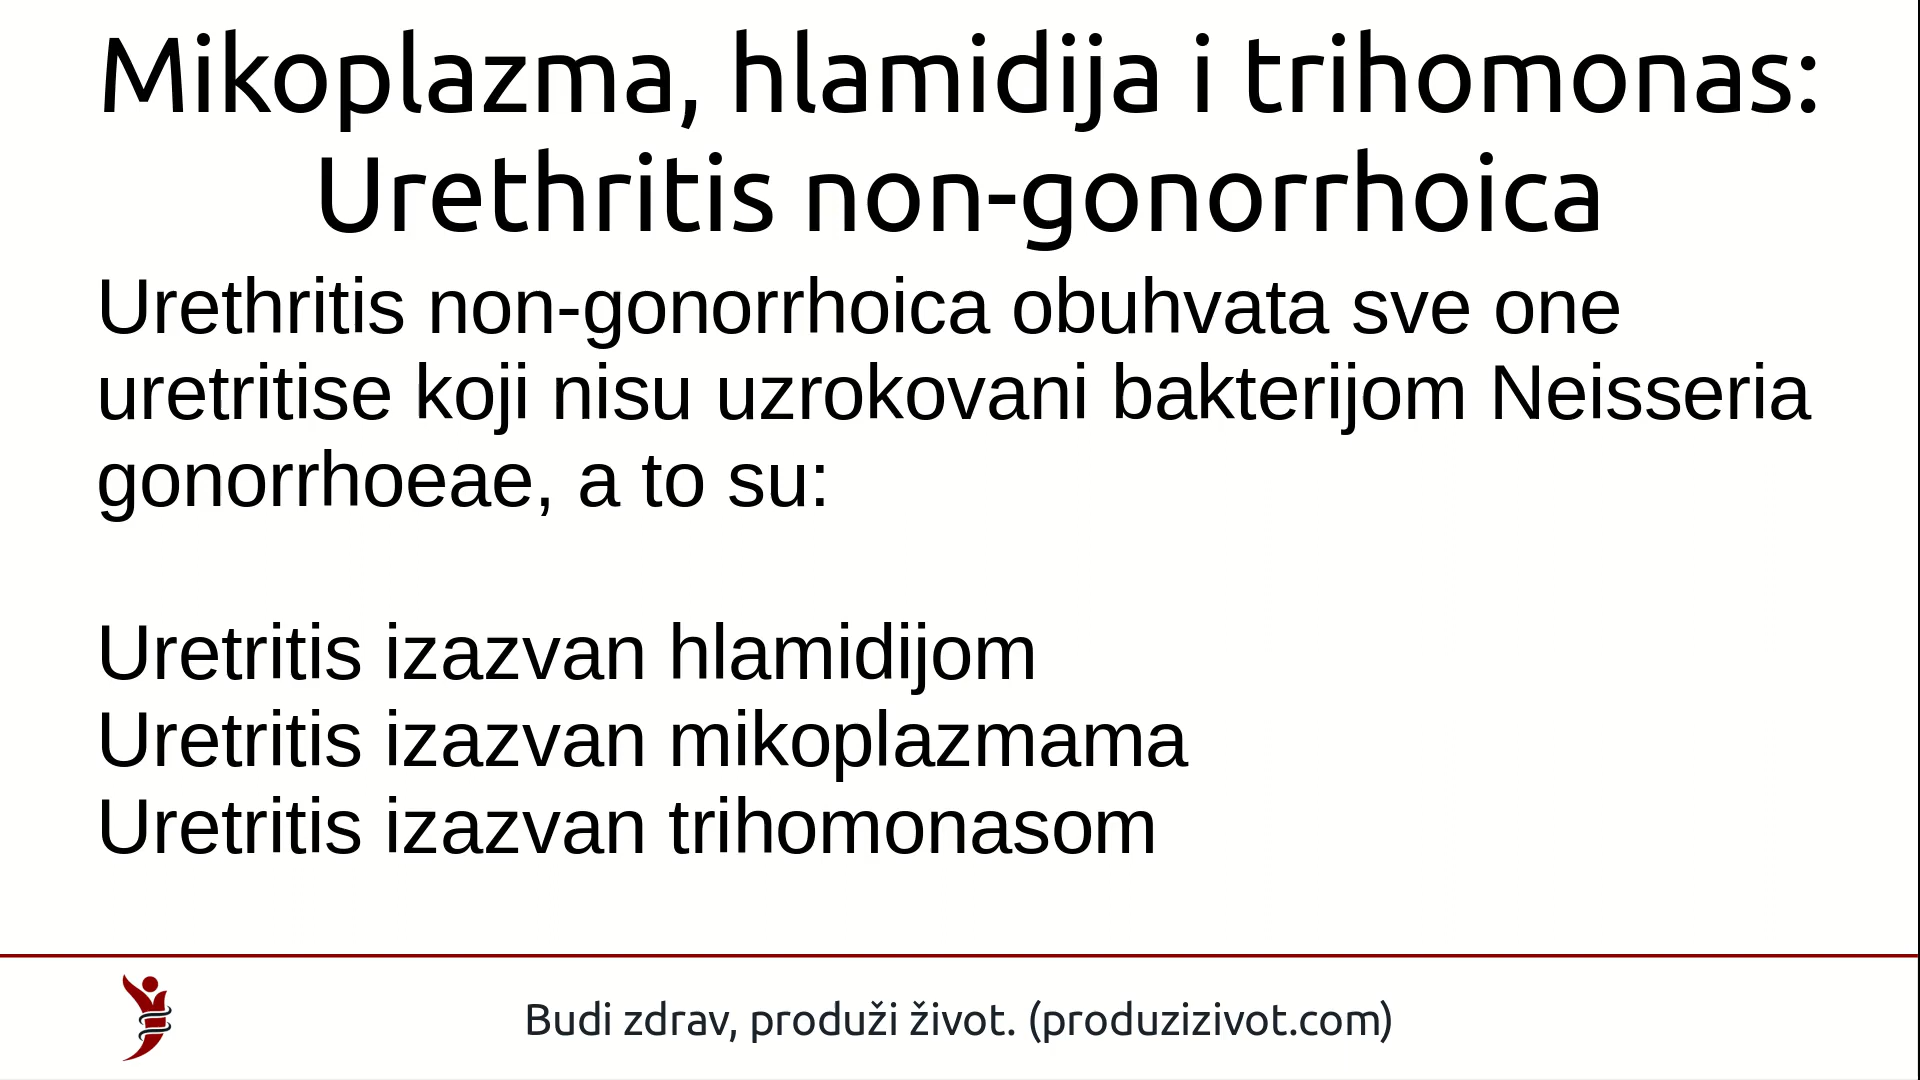 Mikoplazma, hlamidija i trihomonas:
Urethritis non-gonorrhoica
Urethritis non-gonorrhoica obuhvata sve one
uretritise koji nisu uzrokovani bakterijom Neisseria
gonorrhoeae, a to su:
Uretritis izazvan hlamidijom
Uretritis izazvan mikoplazmama
Uretritis izazvan trihomonasom
Budi zdrav, produži život. (produzizivot.com)